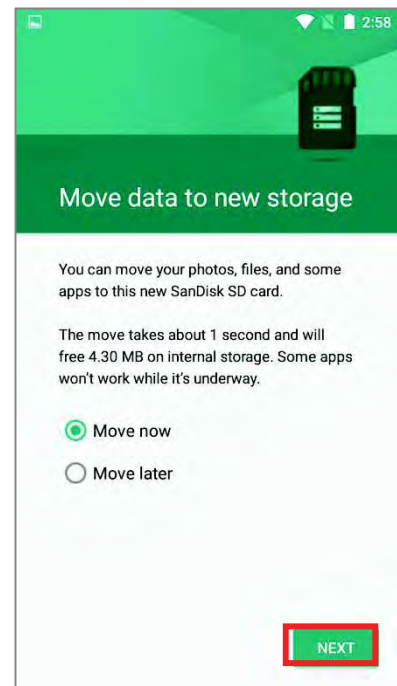 2:58
Move data to new storage
You can move your photos, files, and some
apps to this new SanDisk SD card.
The move takes about 1 second and will
free 4.30 MB on internal storage. Some apps
won't work while it's underway.
Move now
Move later
NEXT